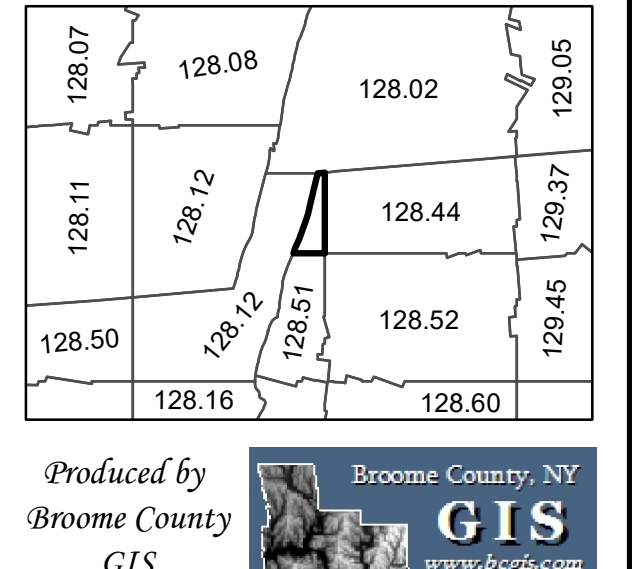 128.07
128.08
128.02
129.05
128.11
128.12
128.44
129.37
128.50
128.12
128.51
128.52
129.45
128.16
128.60
Produced by
Broome County
GIS
Broome County, NY
GIS
www.bcgis.com